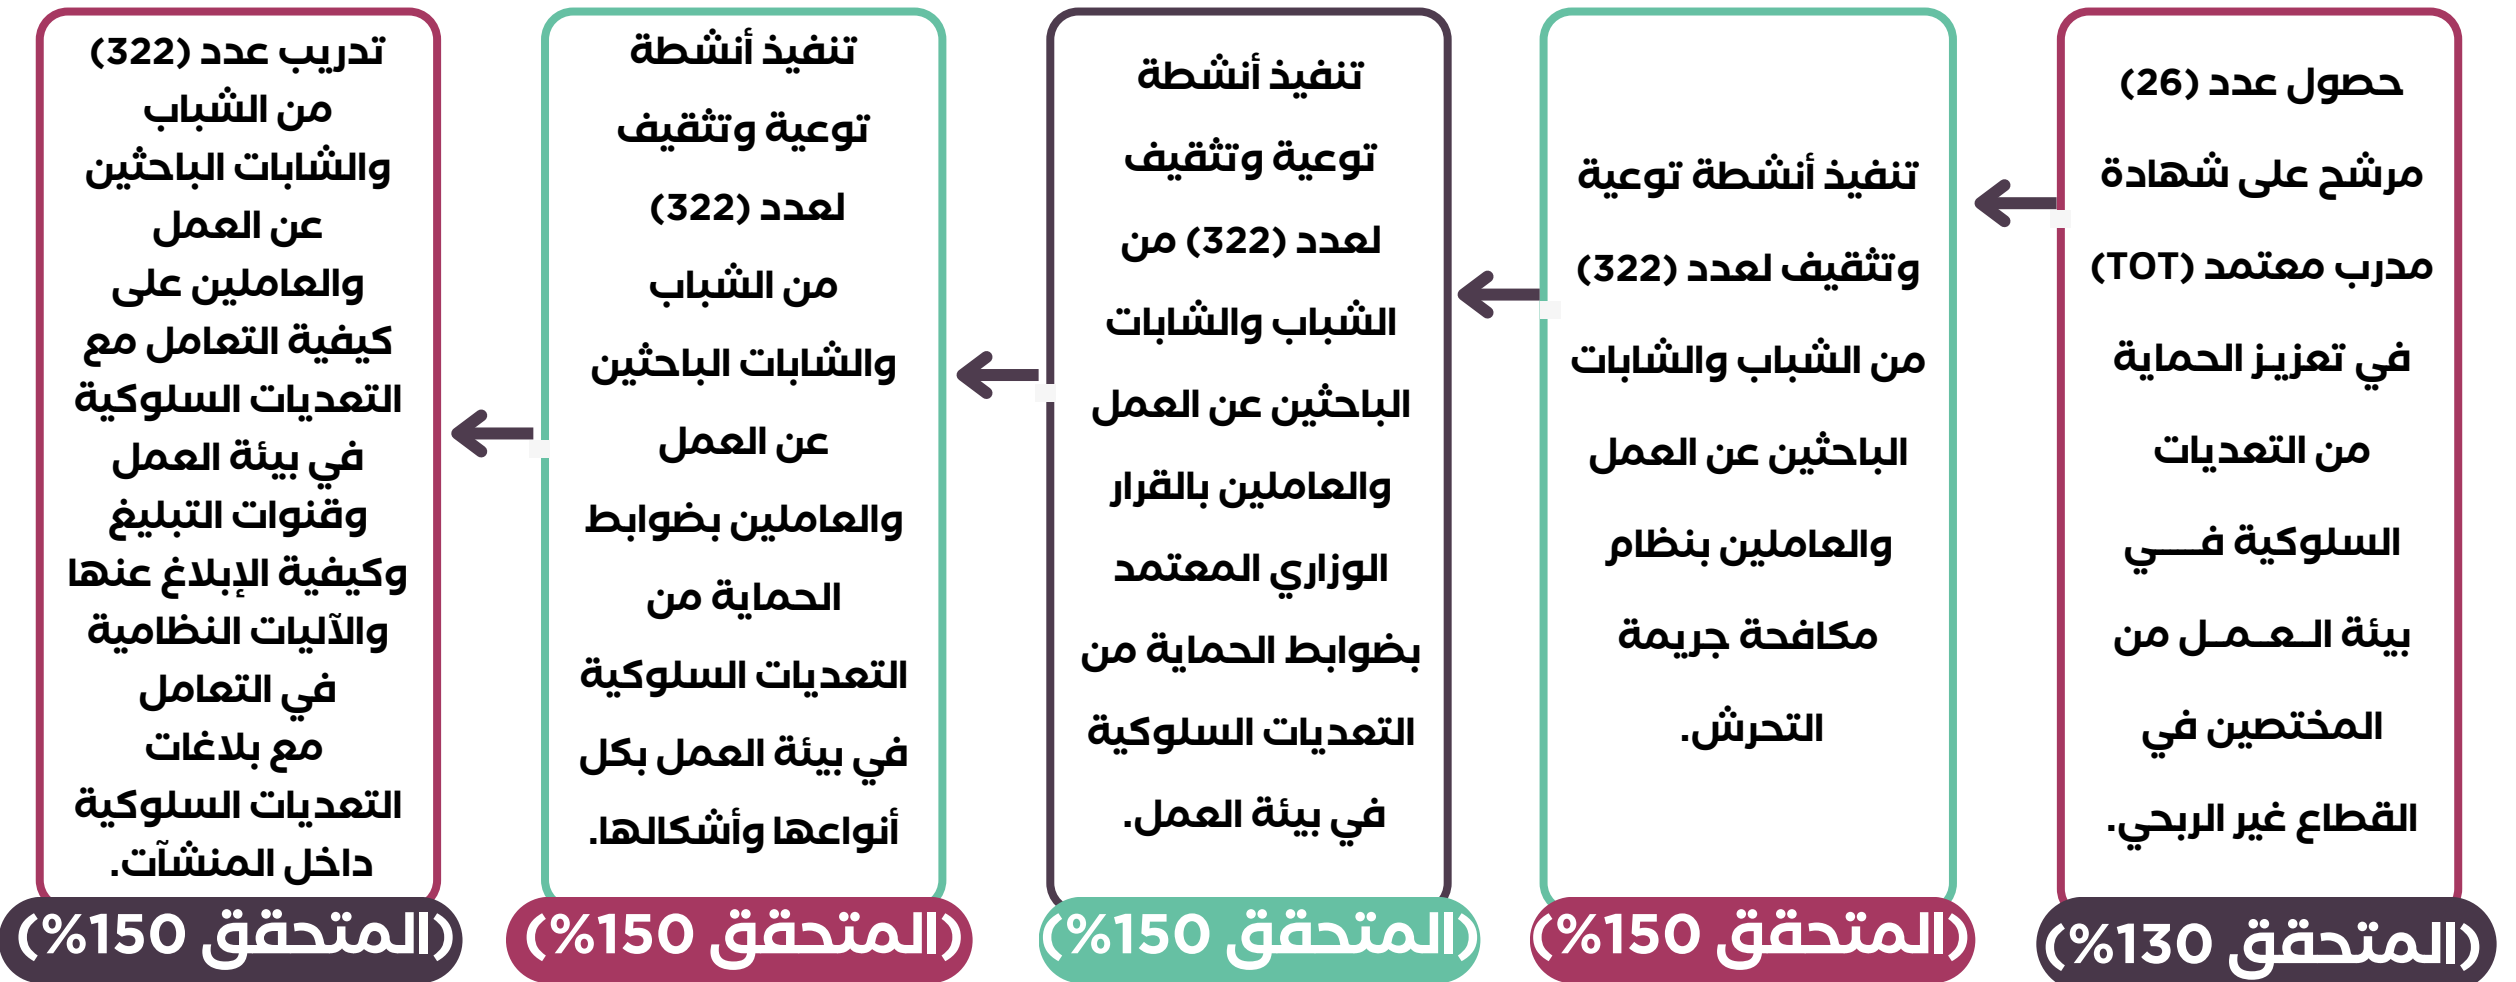 حصول عدد (26)
مرشح على شهادة
مدرب معتمد (TOT)
في تعزيز الحماية
من التعديات
السلوكية فـــــي
بيئة الـعـمـل من
المختصين في
القطاع غير الربحي.
(المتحقق 130%)
تنفيذ أنشطة توعية
وتثقيف لعدد (322)
من الشباب والشابات
الباحثين عن العمل
والعاملين بنظام
مكافحة جريمة
التحرش.
(المتحقق 150%)
تنفيذ أنشطة
توعية وتثقيف
لعدد (322) من
الشباب والشابات
الباحثين عن العمل
والعاملين بالقرار
الوزاري المعتمد
بضوابط الحماية من
التعديات السلوكية
في بيئة العمل.
(المتحقق 150%)
تنفيذ أنشطة
توعية وتثقيف
لعدد (322)
من الشباب
والشابات الباحثين
عن العمل
والعاملين بضوابط
الحماية من
التعديات السلوكية
في بيئة العمل بكل
أنواعها وأشكالها.
(المتحقق 150%)
تدريب عدد (322)
من الشباب
والشابات الباحثين
عن العمل
والعاملين على
كيفية التعامل مع
التعديات السلوكية
في بيئة العمل
وقنوات التبليغ
وكيفية الإبلاغ عنها
والآليات النظامية
في التعامل
مع بلاغات
التعديات السلوكية
داخل المنشآت.
(المتحقق 150%)